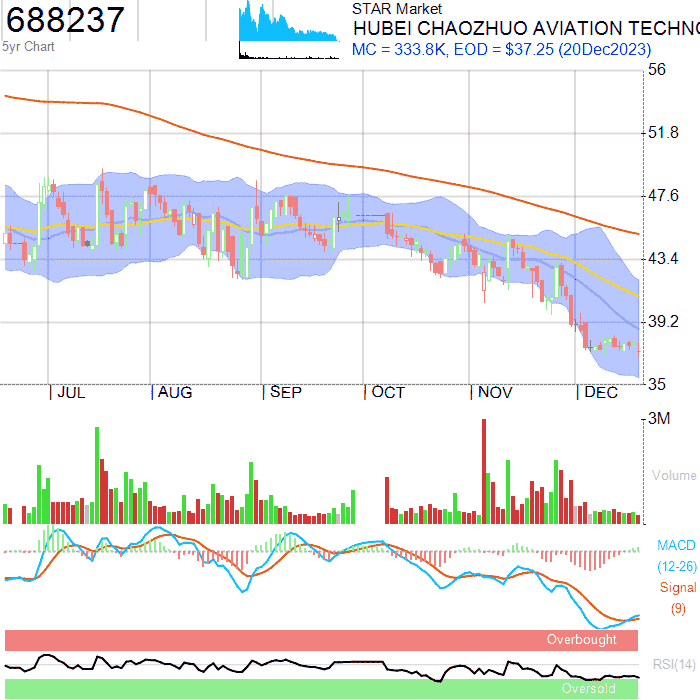 688237
5yr Chart
STAR Market
HUBEI CHAOZHUO AVIATION TECHNO
MC = 333.8K, EOD = $37.25 (20Dec2023)
56
51.8
47.6
43.4
39.2
35
JUL
AUG
SEP
OCT
NOV
DEC
3M
Volume
MACD
(12-26)
Signal
(9)
Overbought
RSI(14)
Oversold